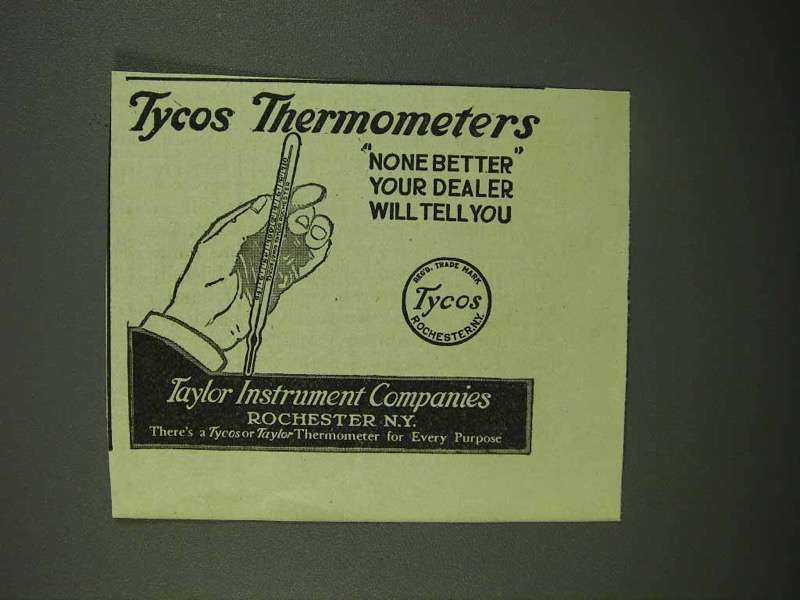 Tycos Thermometers
"NONE BETTER"
YOUR DEALER
WILL TELL YOU
REG'D. TRADE MARK
Tycos
ROCHESTER.N.Y.
Taylor Instrument Companies
ROCHESTER N.Y.
There's a Tycos or Taylor Thermometer for Every Purpose